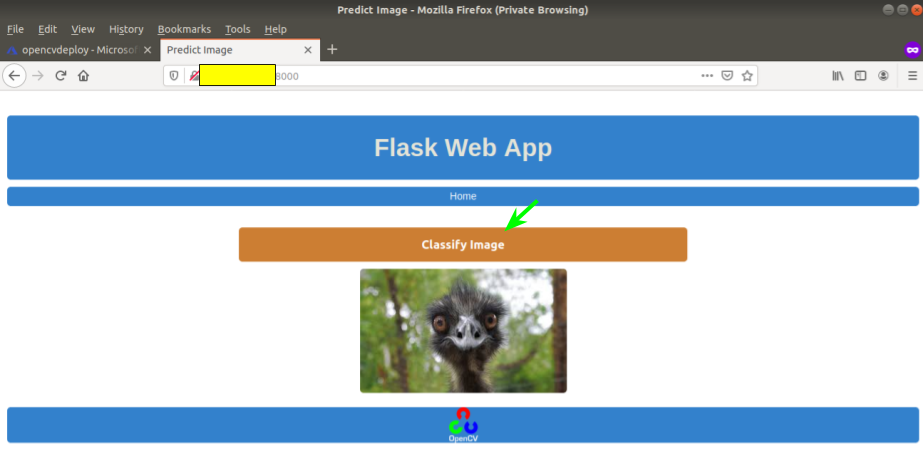 Predict Image - Mozilla Firefox (Private Browsing)
File Edit View History Bookmarks Tools Help
opencvdeploy - Microsof
Predict Image
8000
Flask Web App
Home
Classify Image
OpenCV